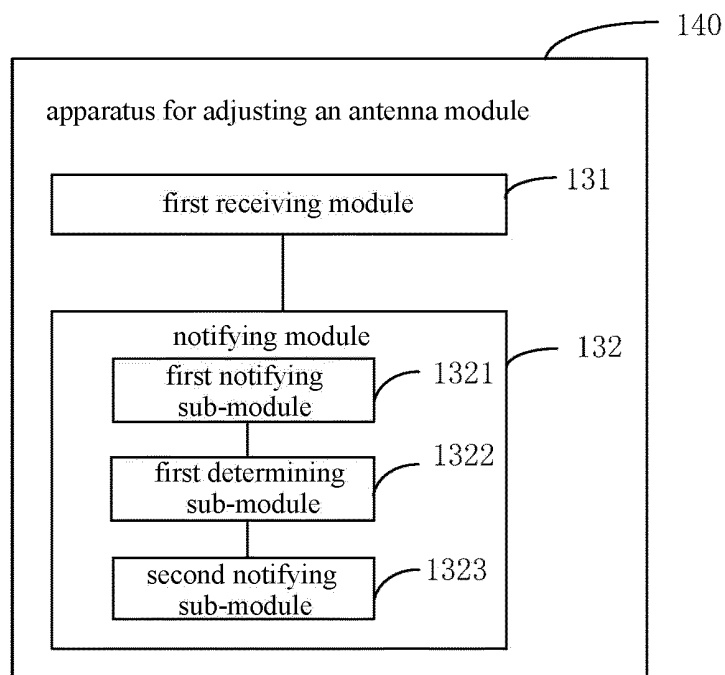 140
apparatus for adjusting an antenna module
first receiving module
131
notifying module
132
first notifying
sub-module
1321
first determining
sub-module
1322
second notifying
sub-module
1323